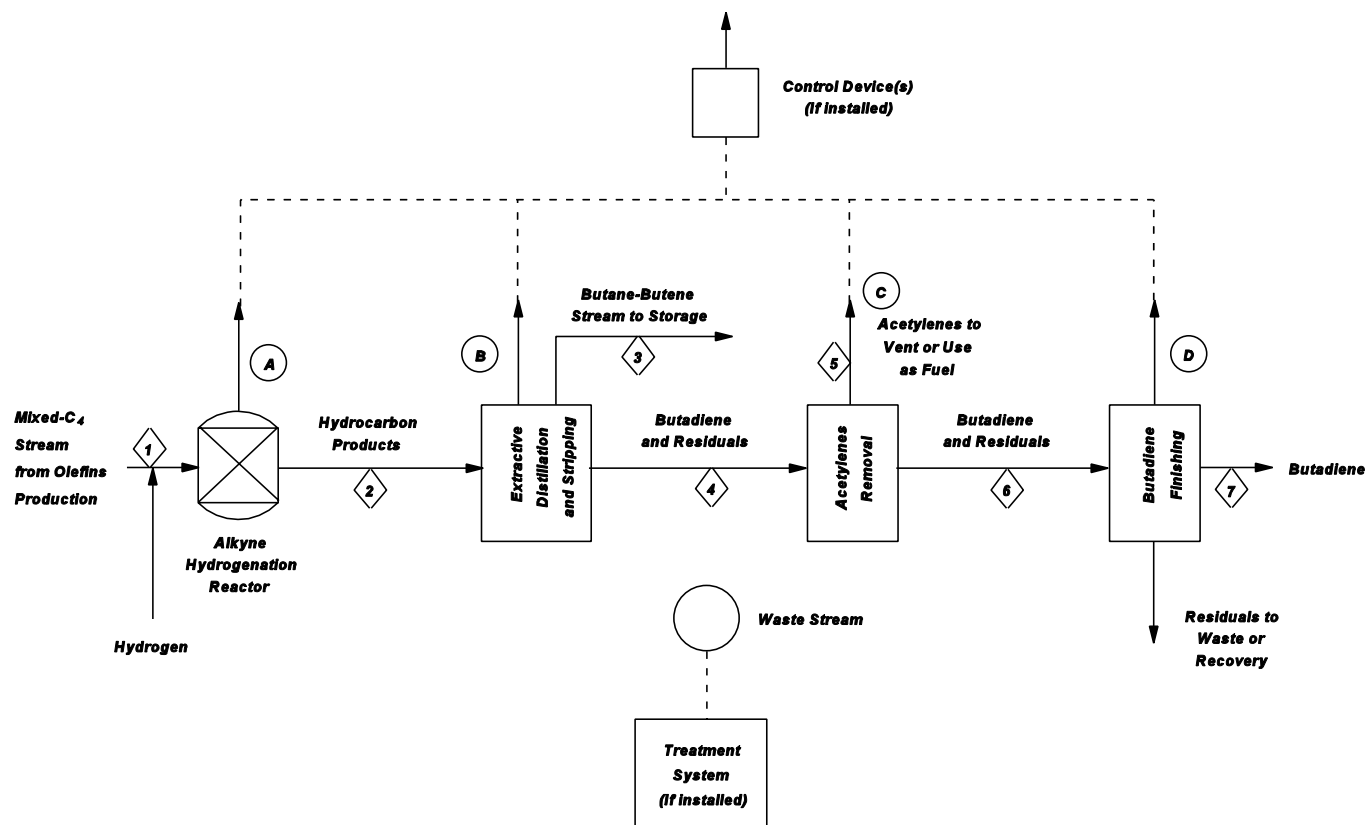 Control Device(s)
(If installed)
C
Butane-Butene
Stream to Storage
Acetylenes to
Vent or Use
as Fuel
A
B
3
5
D
Mixed-C4
Stream
from Olefins
Production
1
Hydrocarbon
Products
2
Extractive
Distillation
and Stripping
Butadiene
and Residuals
4
Acetylenes
Removal
Butadiene
and Residuals
6
Butadiene
Finishing
7
Butadiene
Alkyne
Hydrogenation
Reactor
Hydrogen
Waste Stream
Residuals to
Waste or
Recovery
Treatment
System
(If installed)